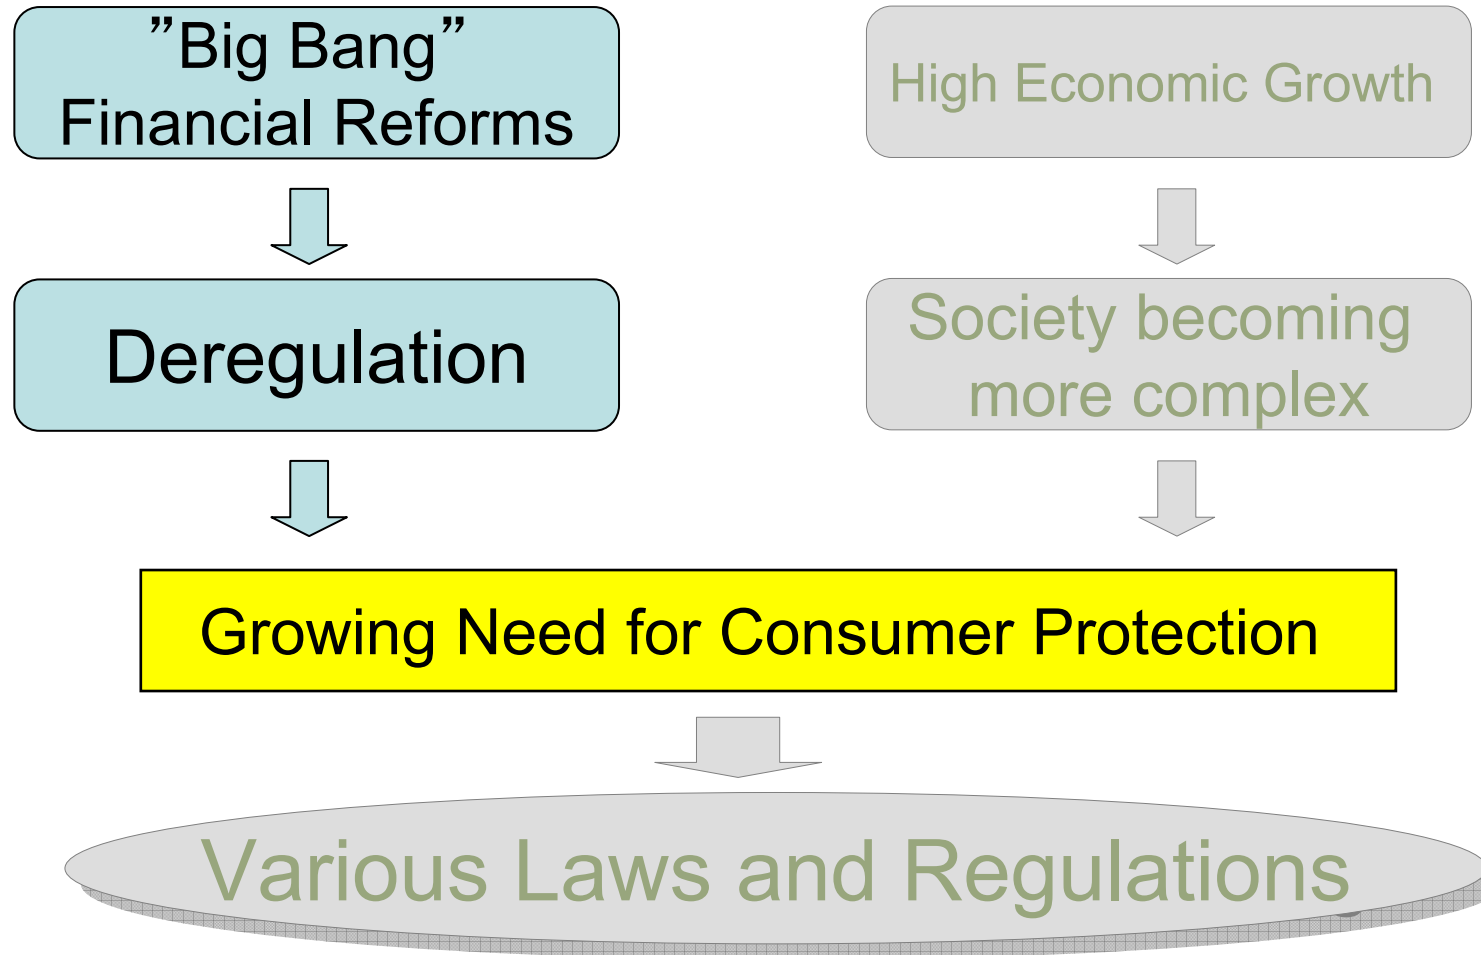 ”Big Bang”
Financial Reforms
High Economic Growth
Deregulation
Society becoming
more complex
Growing Need for Consumer Protection
Various Laws and Regulations